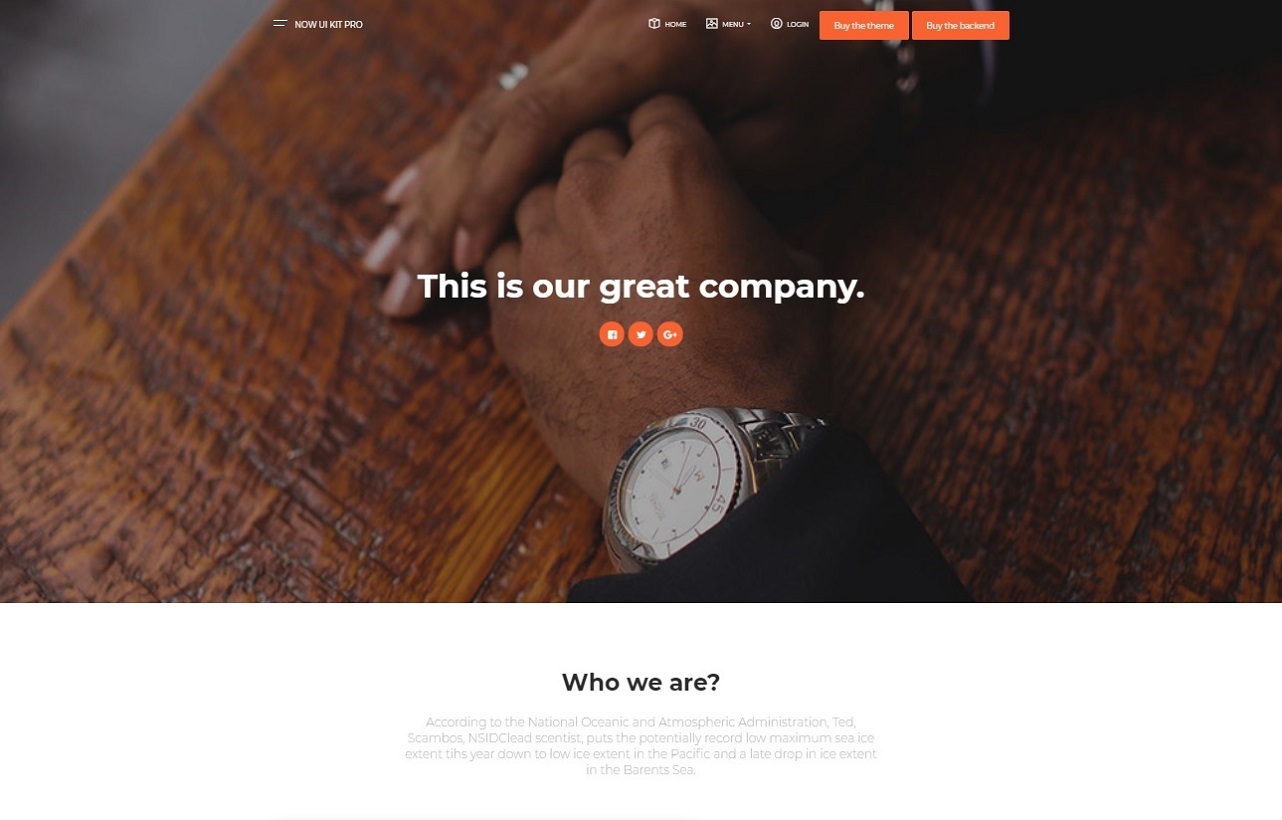 NOW UI KIT PRO
HOME
MENU
LOGIN
Buy the theme
Buy the backend
This is our great company.
G+
30
45
Who we are?
According to the National Oceanic and Atmospheric Administration, Ted,
Scambos, NSIDClead scentist, puts the potentially record low maximum sea ice
extent tihs year down to low ice extent in the Pacific and a late drop in ice extent
in the Barents Sea.